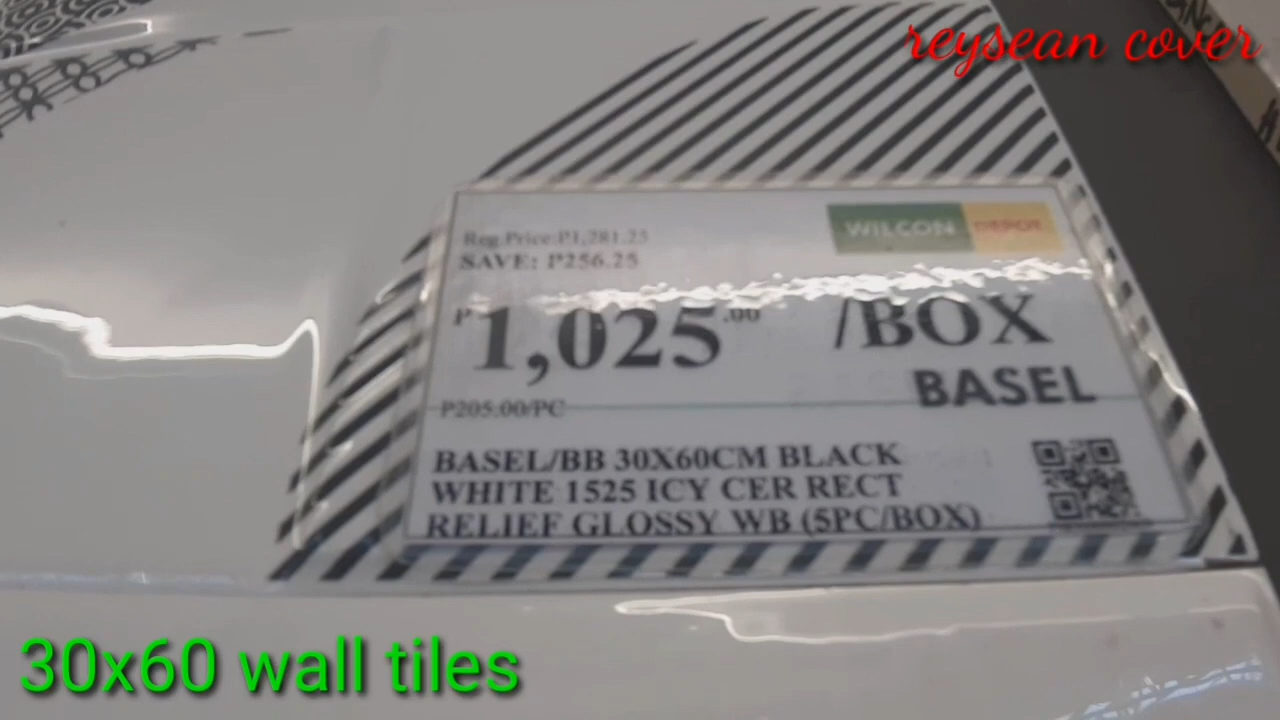 reysean cover
WILCON DEPOT
Reg.Price:P1,281.25
SAVE: P256.25
P1,025.00 /BOX
BASEL
P205.00/PC
BASEL/BB 30X60CM BLACK
WHITE 1525 ICY CER RECT
RELIEF GLOSSY WB (5PC/BOX)
30x60 wall tiles